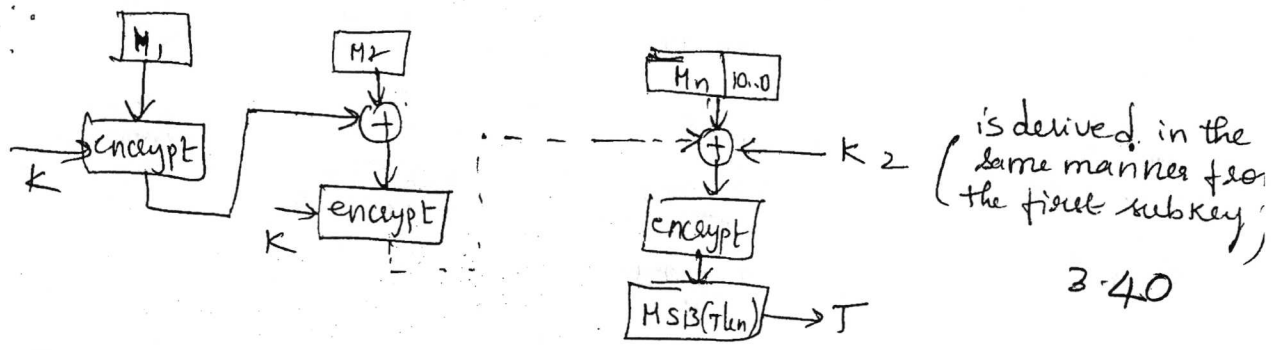 M1
M2
Mn 10..0
encrypt
K
+
+
K2
(is derived in the
same manner from
the first subkey)
encrypt
K
encrypt
MSB(Tlen)
T
3.40